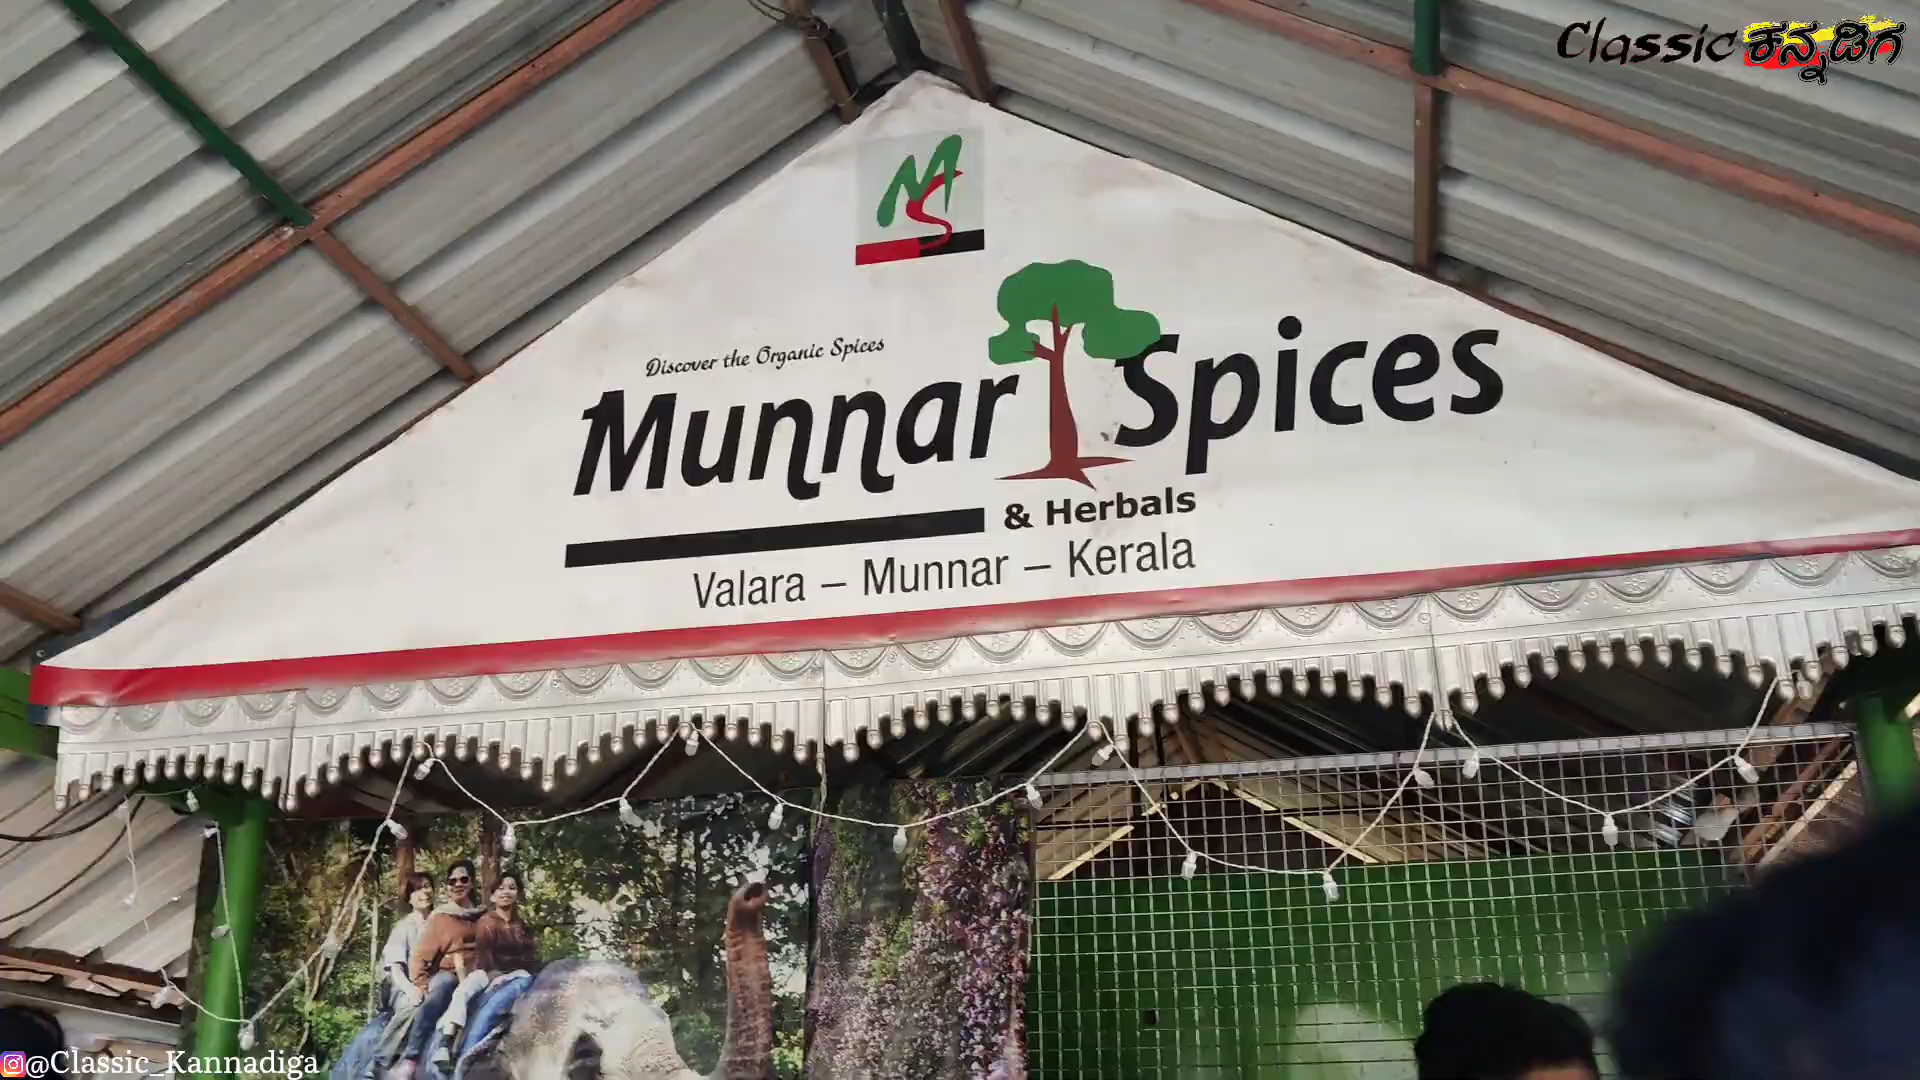 Classic ಕನ್ನಡಿಗ
MS
Discover the Organic Spices
Munnar Spices
& Herbals
Valara – Munnar – Kerala
@Classic_Kannadiga